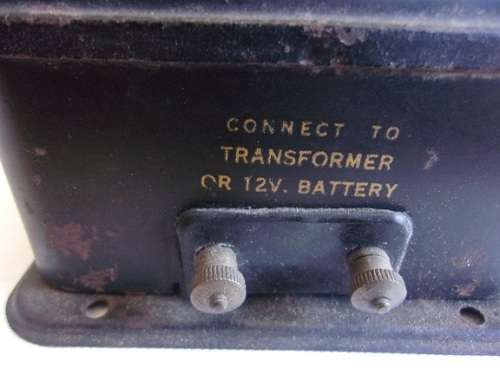 CONNECT TO
TRANSFORMER
OR 12V. BATTERY